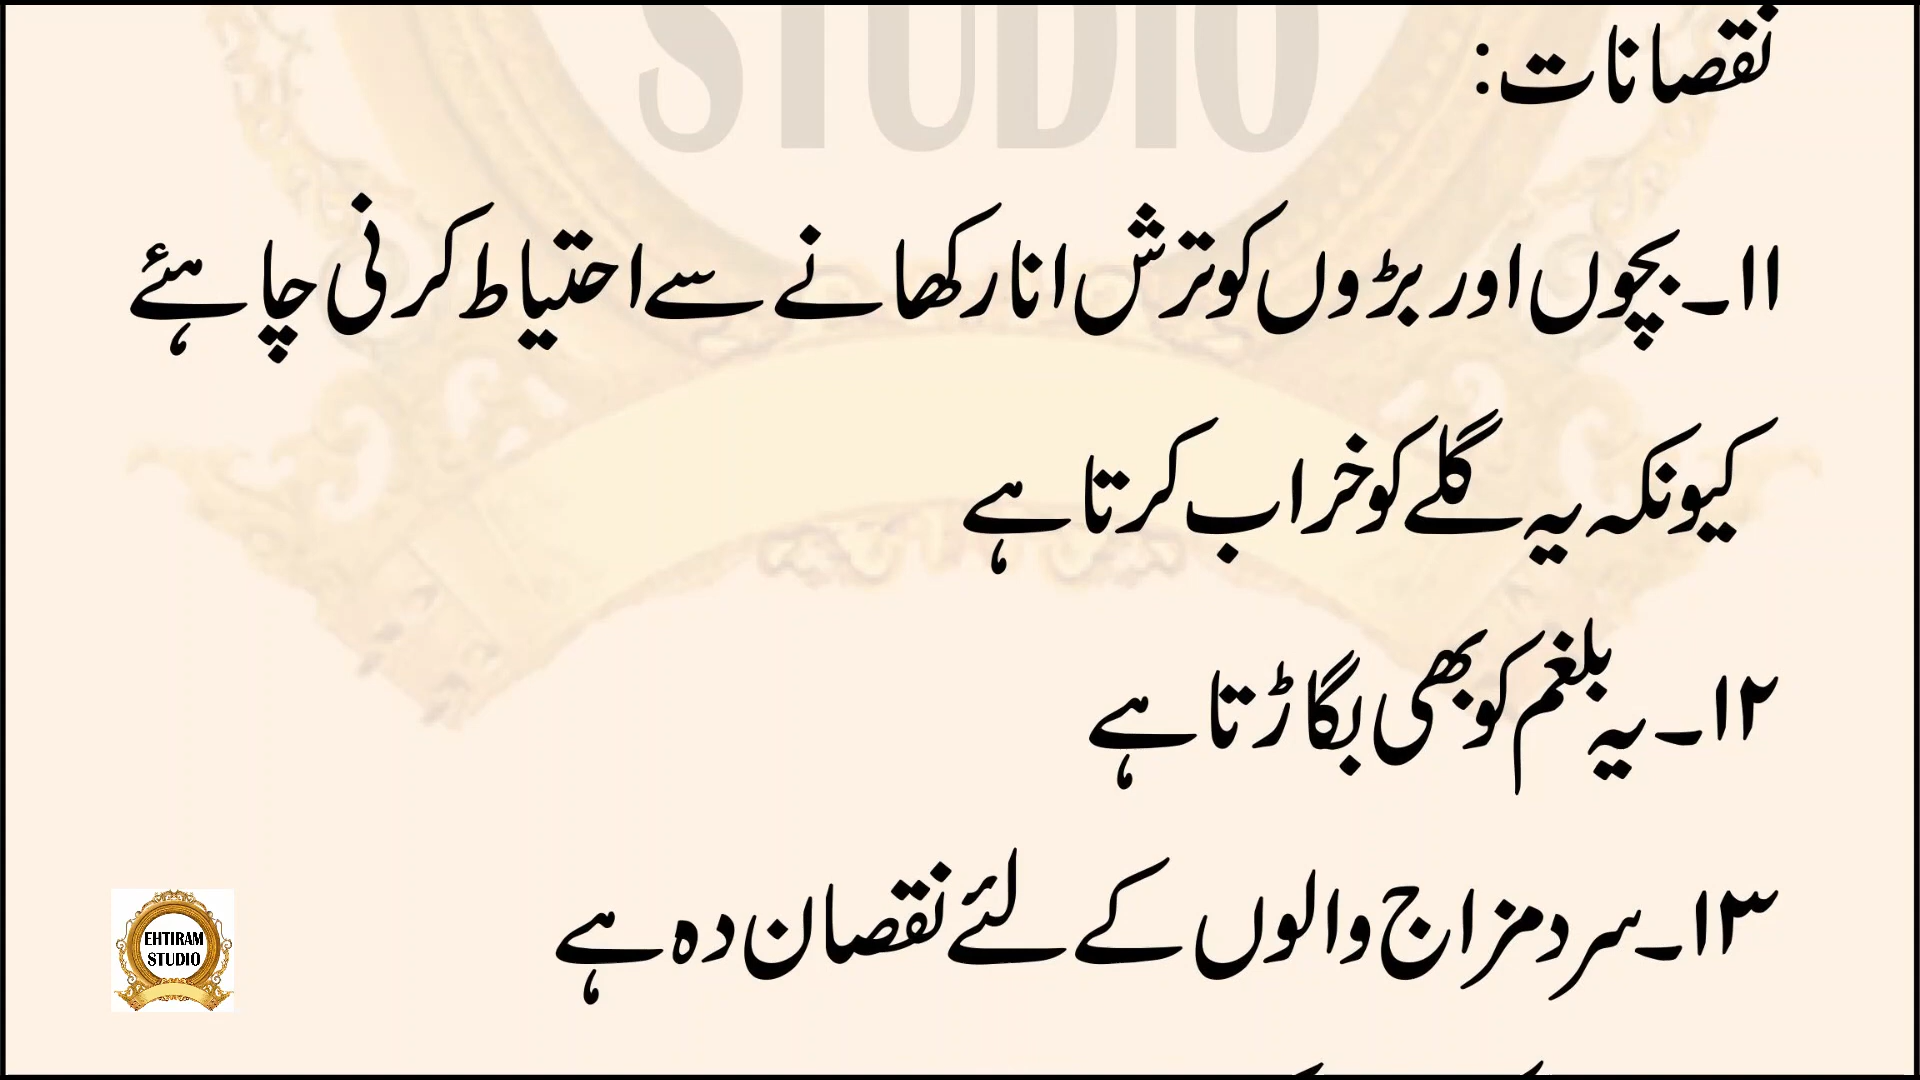 STUDIO
نقصانات:
۱۱۔ بچوں اور بڑوں کو ترش انار کھانے سے احتیاط کرنی چاہئے
کیونکہ یہ گلے کو خراب کرتا ہے
۱۲۔ یہ بلغم کو بھی بگاڑتا ہے
۱۳۔ سرد مزاج والوں کے لئے نقصان دہ ہے
EHTIRAM
STUDIO